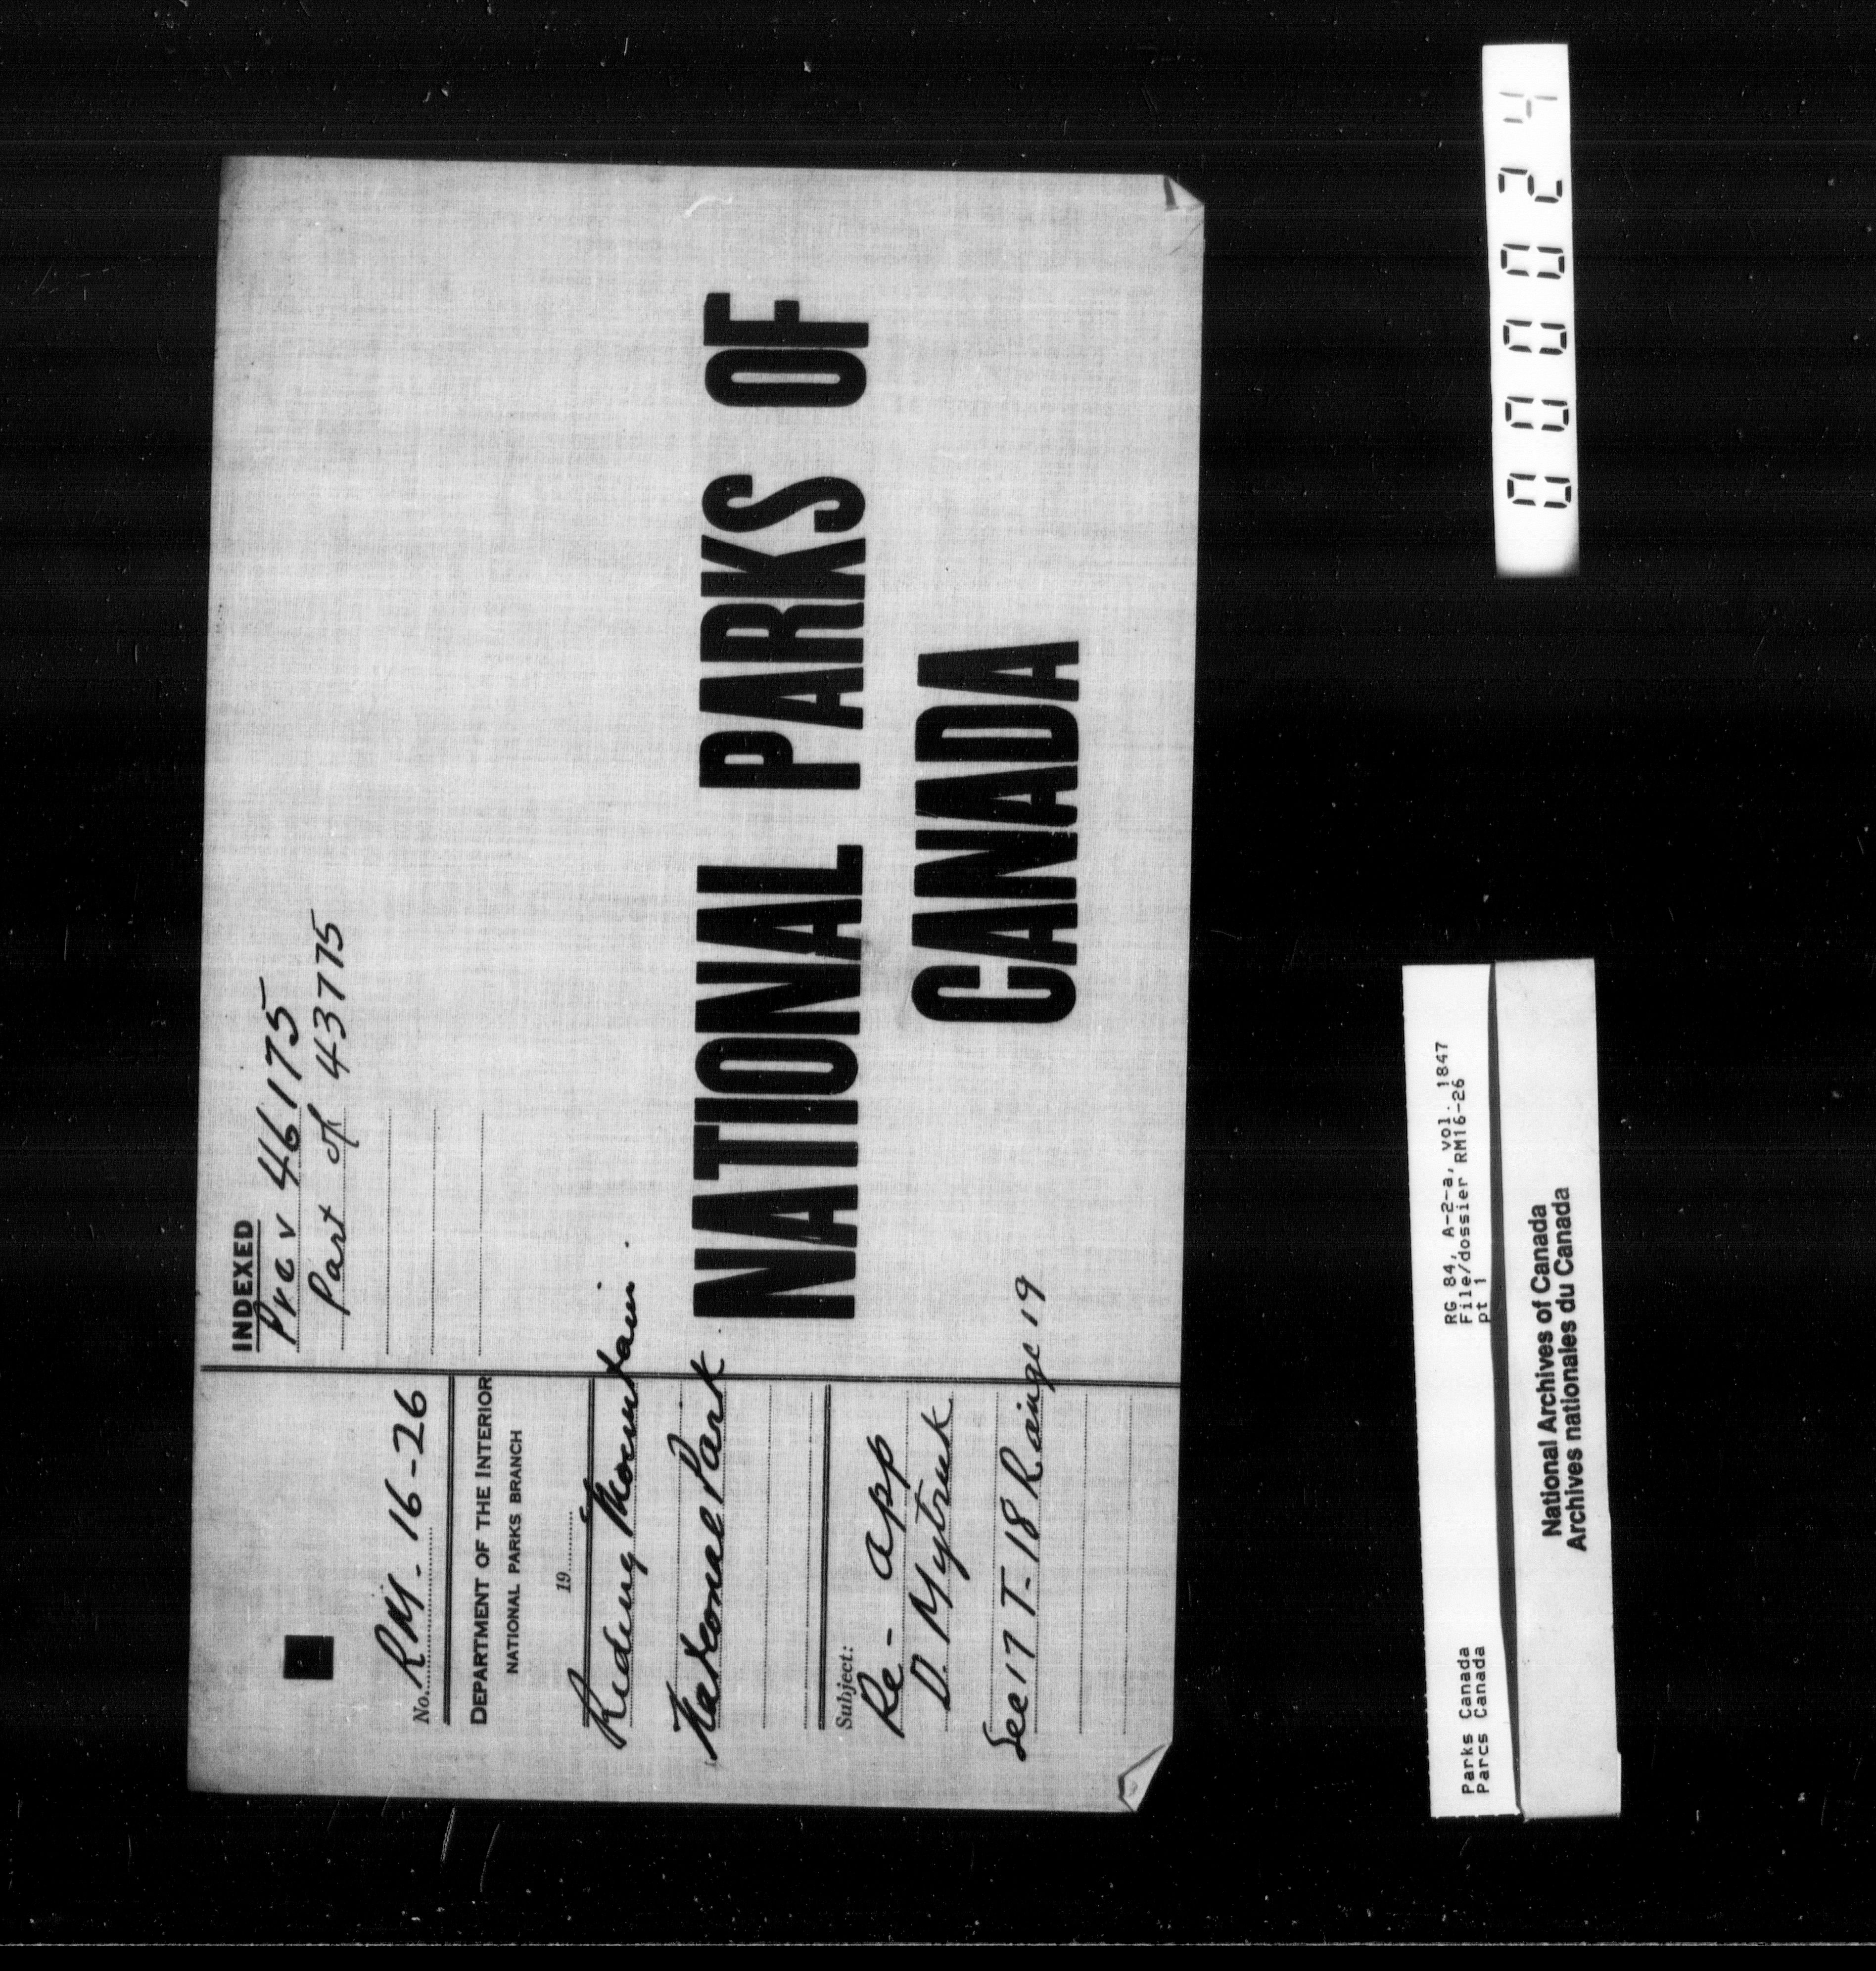 No. RM-16-26
DEPARTMENT OF THE INTERIOR
NATIONAL PARKS BRANCH
19
Riding Mountain
National Park
Subject:
Re- App
D. Mytruk
Sec 17 T-18 Range 19
INDEXED
Prev 46175
Part of 43775
NATIONAL PARKS OF
CANADA
Parks Canada
Parcs Canada
RG 84, A-2-a, vol. 1847
File/dossier RM16-26
pt 1
National Archives of Canada
Archives nationales du Canada
000024